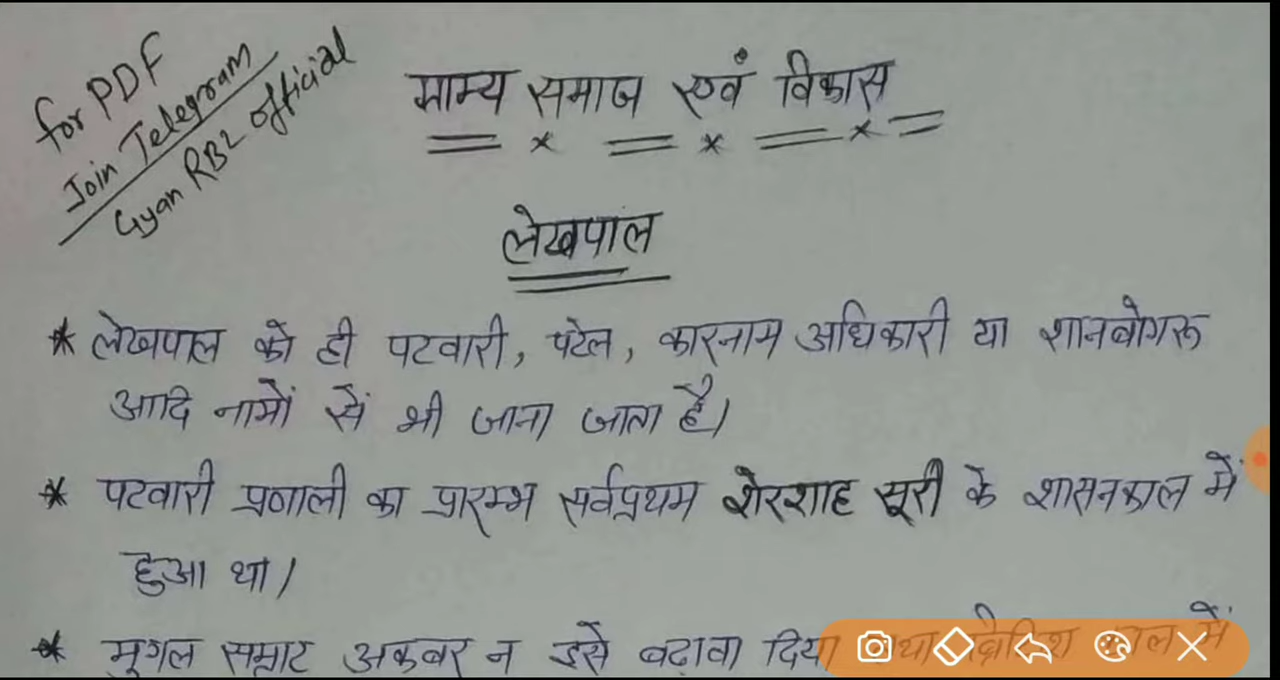 for PDF
Join Telegram
Gyan RB2 official
ग्राम्य समाज एवं विकास
लेखपाल
* लेखपाल को ही पटवारी, पटेल, कारनाम अधिकारी या शानबोगरू
आदि नामों सें भी जाना जाता है।
* पटवारी प्रणाली का प्रारम्भ सर्वप्रथम शेरशाह सूरी के शासनकाल में
हुआ था।
* मुगल सम्राट अकबर न इसे बढ़ावा दिया तथा काल में